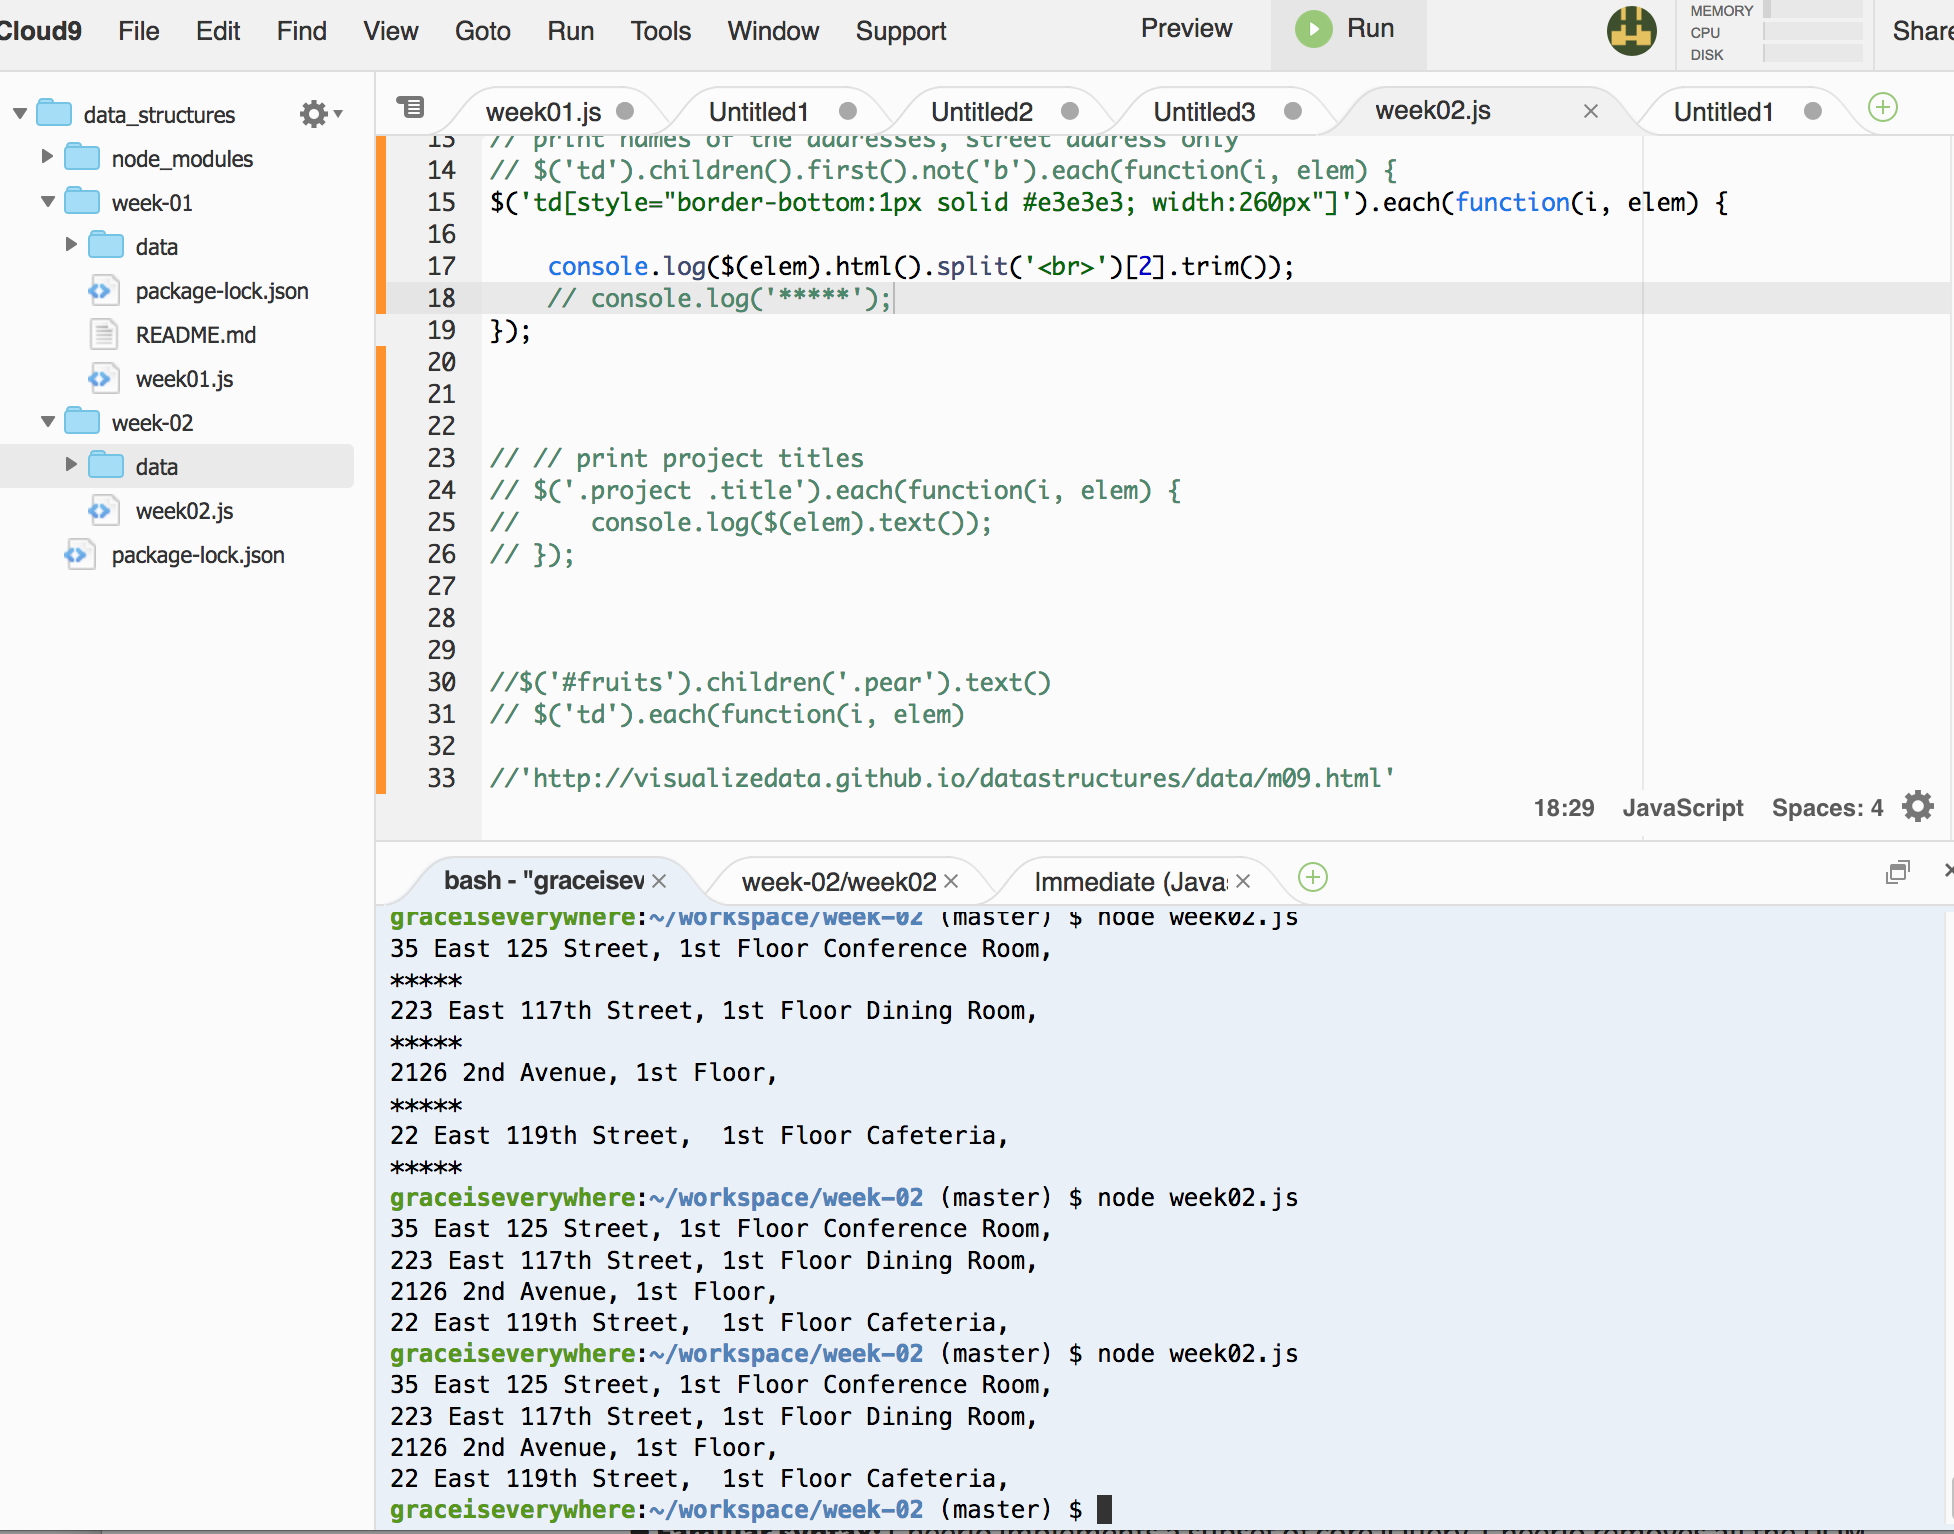 Cloud9 File Edit Find View Goto Run Tools Window Support Preview Run MEMORY CPU DISK Share
data_structures
node_modules
week-01
data
package-lock.json
README.md
week01.js
week-02
data
week02.js
package-lock.json
week01.js Untitled1 Untitled2 Untitled3 week02.js Untitled1
13 // print names of the addresses, street address only
14 // $('td').children().first().not('b').each(function(i, elem) {
15 $('td[style="border-bottom:1px solid #e3e3e3; width:260px"]').each(function(i, elem) {
16
17     console.log($(elem).html().split('<br>')[2].trim());
18     // console.log('*****');
19 });
20
21
22
23 // // print project titles
24 // $('.project .title').each(function(i, elem) {
25 //     console.log($(elem).text());
26 // });
27
28
29
30 //$('#fruits').children('.pear').text()
31 // $('td').each(function(i, elem)
32
33 //'http://visualizedata.github.io/datastructures/data/m09.html'
18:29 JavaScript Spaces: 4
bash - "graceisev week-02/week02 Immediate (Java
graceiseverywhere:~/workspace/week-02 (master) $ node week02.js
35 East 125 Street, 1st Floor Conference Room,
*****
223 East 117th Street, 1st Floor Dining Room,
*****
2126 2nd Avenue, 1st Floor,
*****
22 East 119th Street,  1st Floor Cafeteria,
*****
graceiseverywhere:~/workspace/week-02 (master) $ node week02.js
35 East 125 Street, 1st Floor Conference Room,
223 East 117th Street, 1st Floor Dining Room,
2126 2nd Avenue, 1st Floor,
22 East 119th Street,  1st Floor Cafeteria,
graceiseverywhere:~/workspace/week-02 (master) $ node week02.js
35 East 125 Street, 1st Floor Conference Room,
223 East 117th Street, 1st Floor Dining Room,
2126 2nd Avenue, 1st Floor,
22 East 119th Street,  1st Floor Cafeteria,
graceiseverywhere:~/workspace/week-02 (master) $